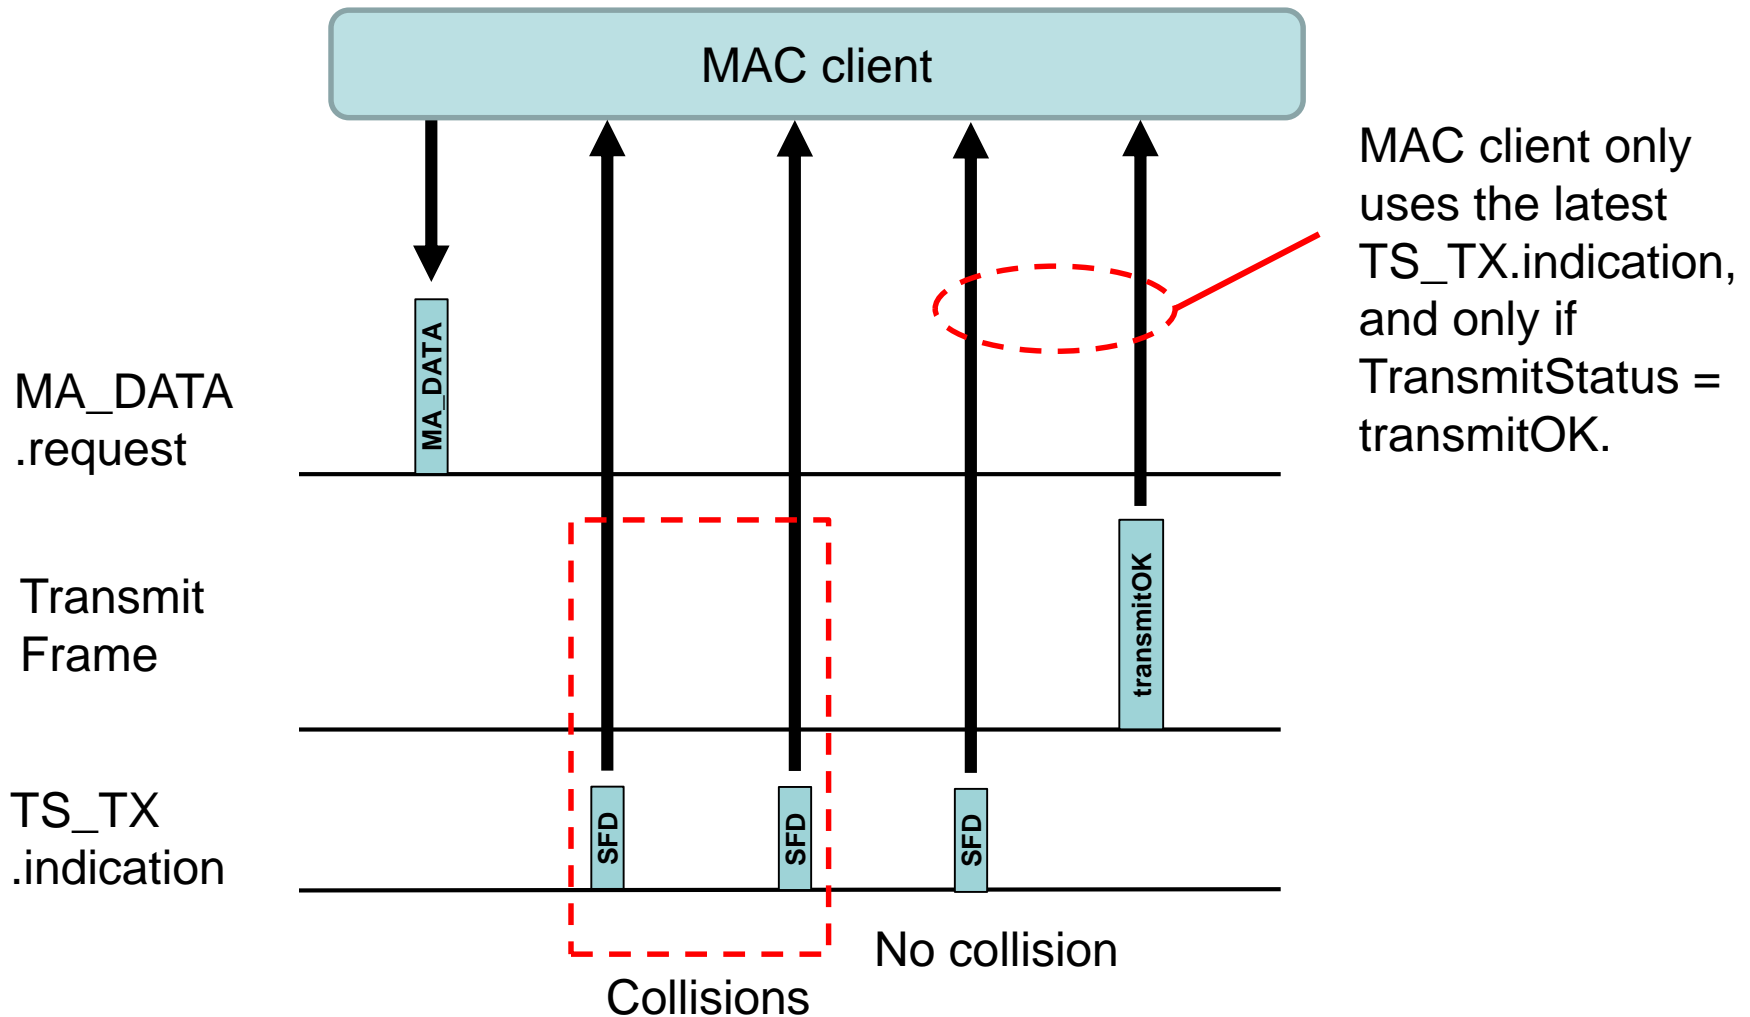 MAC client
MAC client only
uses the latest
TS_TX.indication,
and only if
TransmitStatus =
transmitOK.
MA_DATA
.request
MA_DATA
Transmit
Frame
transmitOK
TS_TX
.indication
SFD
SFD
SFD
No collision
Collisions